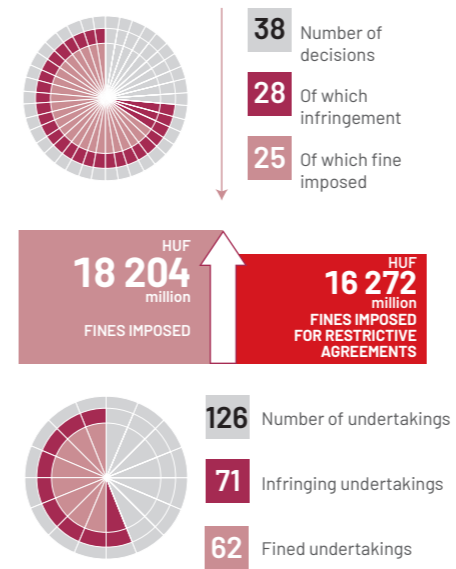 38
Number of
decisions
28
Of which
infringement
25
Of which fine
imposed
HUF
18 204
million
FINES IMPOSED
HUF
16 272
million
FINES IMPOSED
FOR RESTRICTIVE
AGREEMENTS
126
Number of undertakings
71
Infringing undertakings
62
Fined undertakings